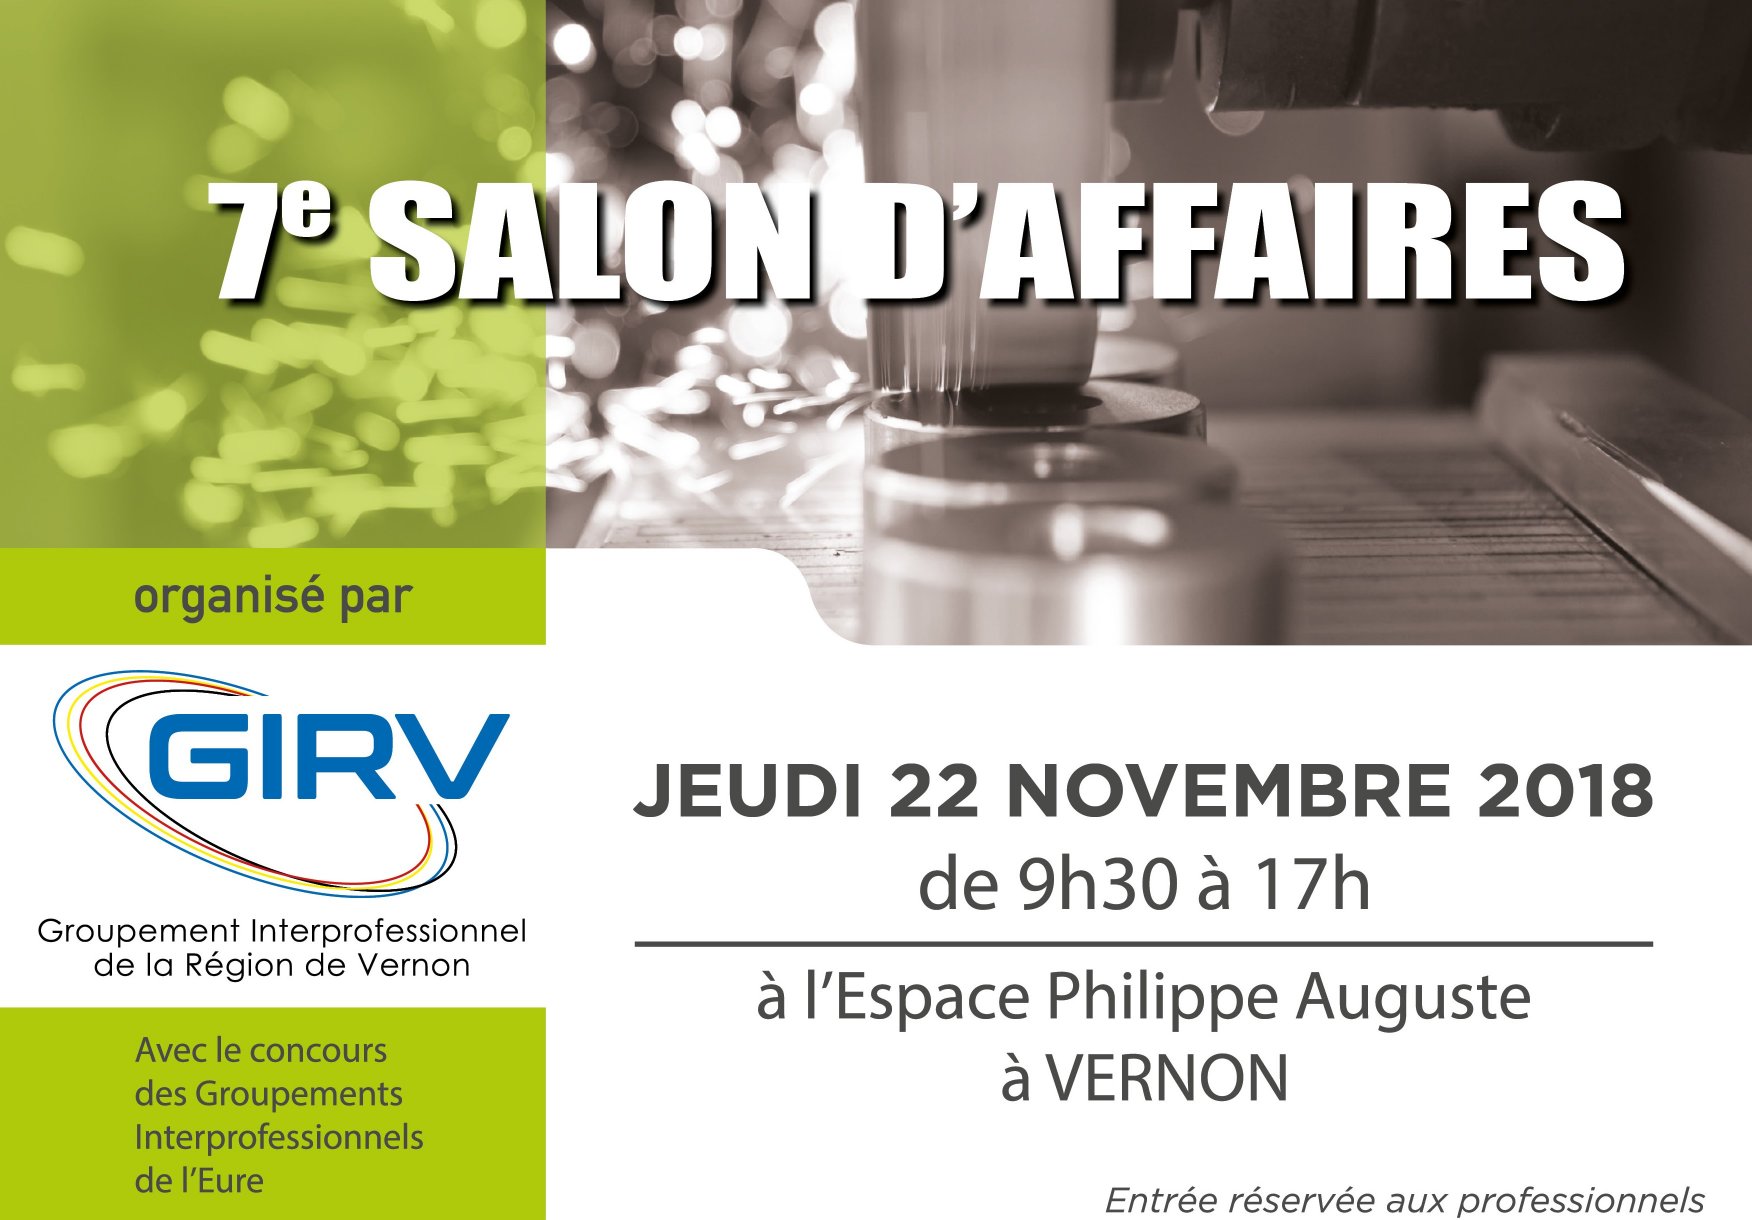 7e SALON D'AFFAIRES
organisé par
GIRV
Groupement Interprofessionnel
de la Région de Vernon
JEUDI 22 NOVEMBRE 2018
de 9h30 à 17h
à l'Espace Philippe Auguste
à VERNON
Avec le concours
des Groupements
Interprofessionnels
de l'Eure
Entrée réservée aux professionnels